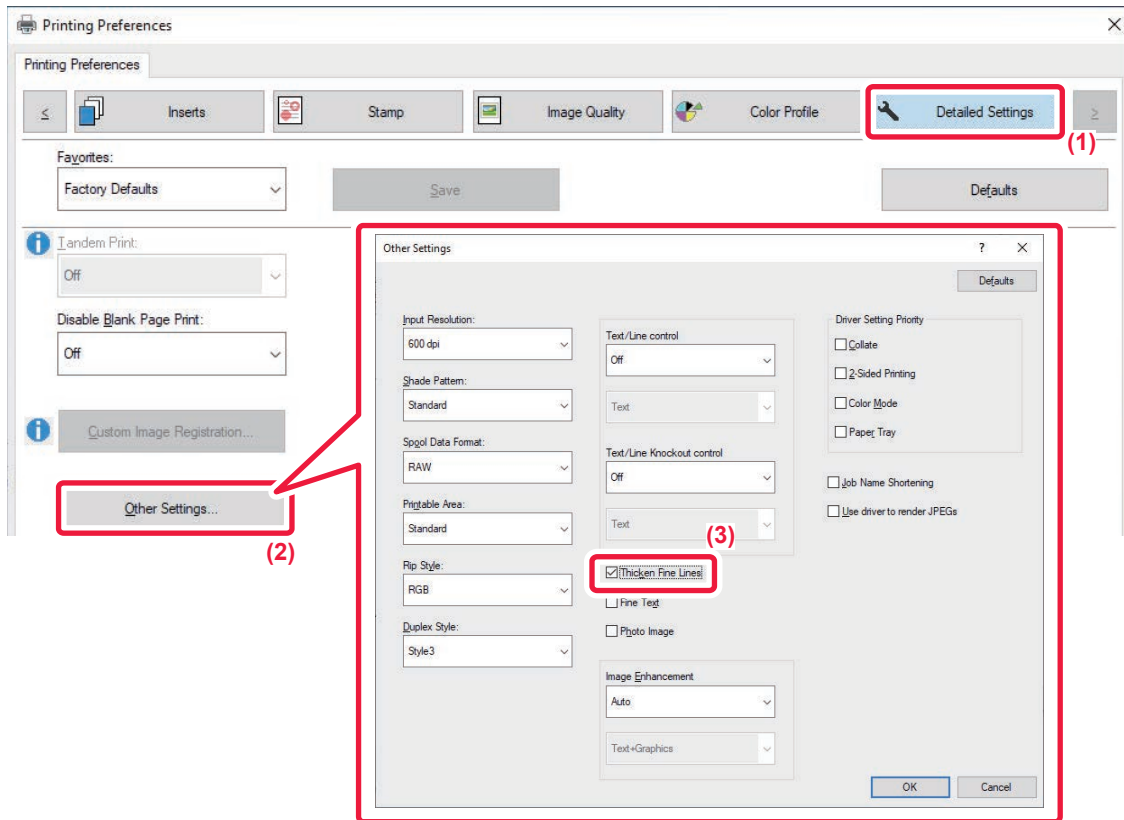 Printing Preferences
Printing Preferences
≤ Inserts Stamp Image Quality Color Profile Detailed Settings ≥
(1)
Favorites:
Factory Defaults Save Defaults
Tandem Print:
Off
Disable Blank Page Print:
Off
Custom Image Registration...
Other Settings...
(2)
Other Settings ?
Defaults
Input Resolution:
600 dpi
Shade Pattern:
Standard
Spool Data Format:
RAW
Printable Area:
Standard
Rip Style:
RGB
Duplex Style:
Style3
Text/Line control
Off
Text
Text/Line Knockout control
Off
Text
(3)
Thicken Fine Lines
Fine Text
Photo Image
Image Enhancement
Auto
Text+Graphics
Driver Setting Priority
Collate
2-Sided Printing
Color Mode
Paper Tray
Job Name Shortening
Use driver to render JPEGs
OK Cancel